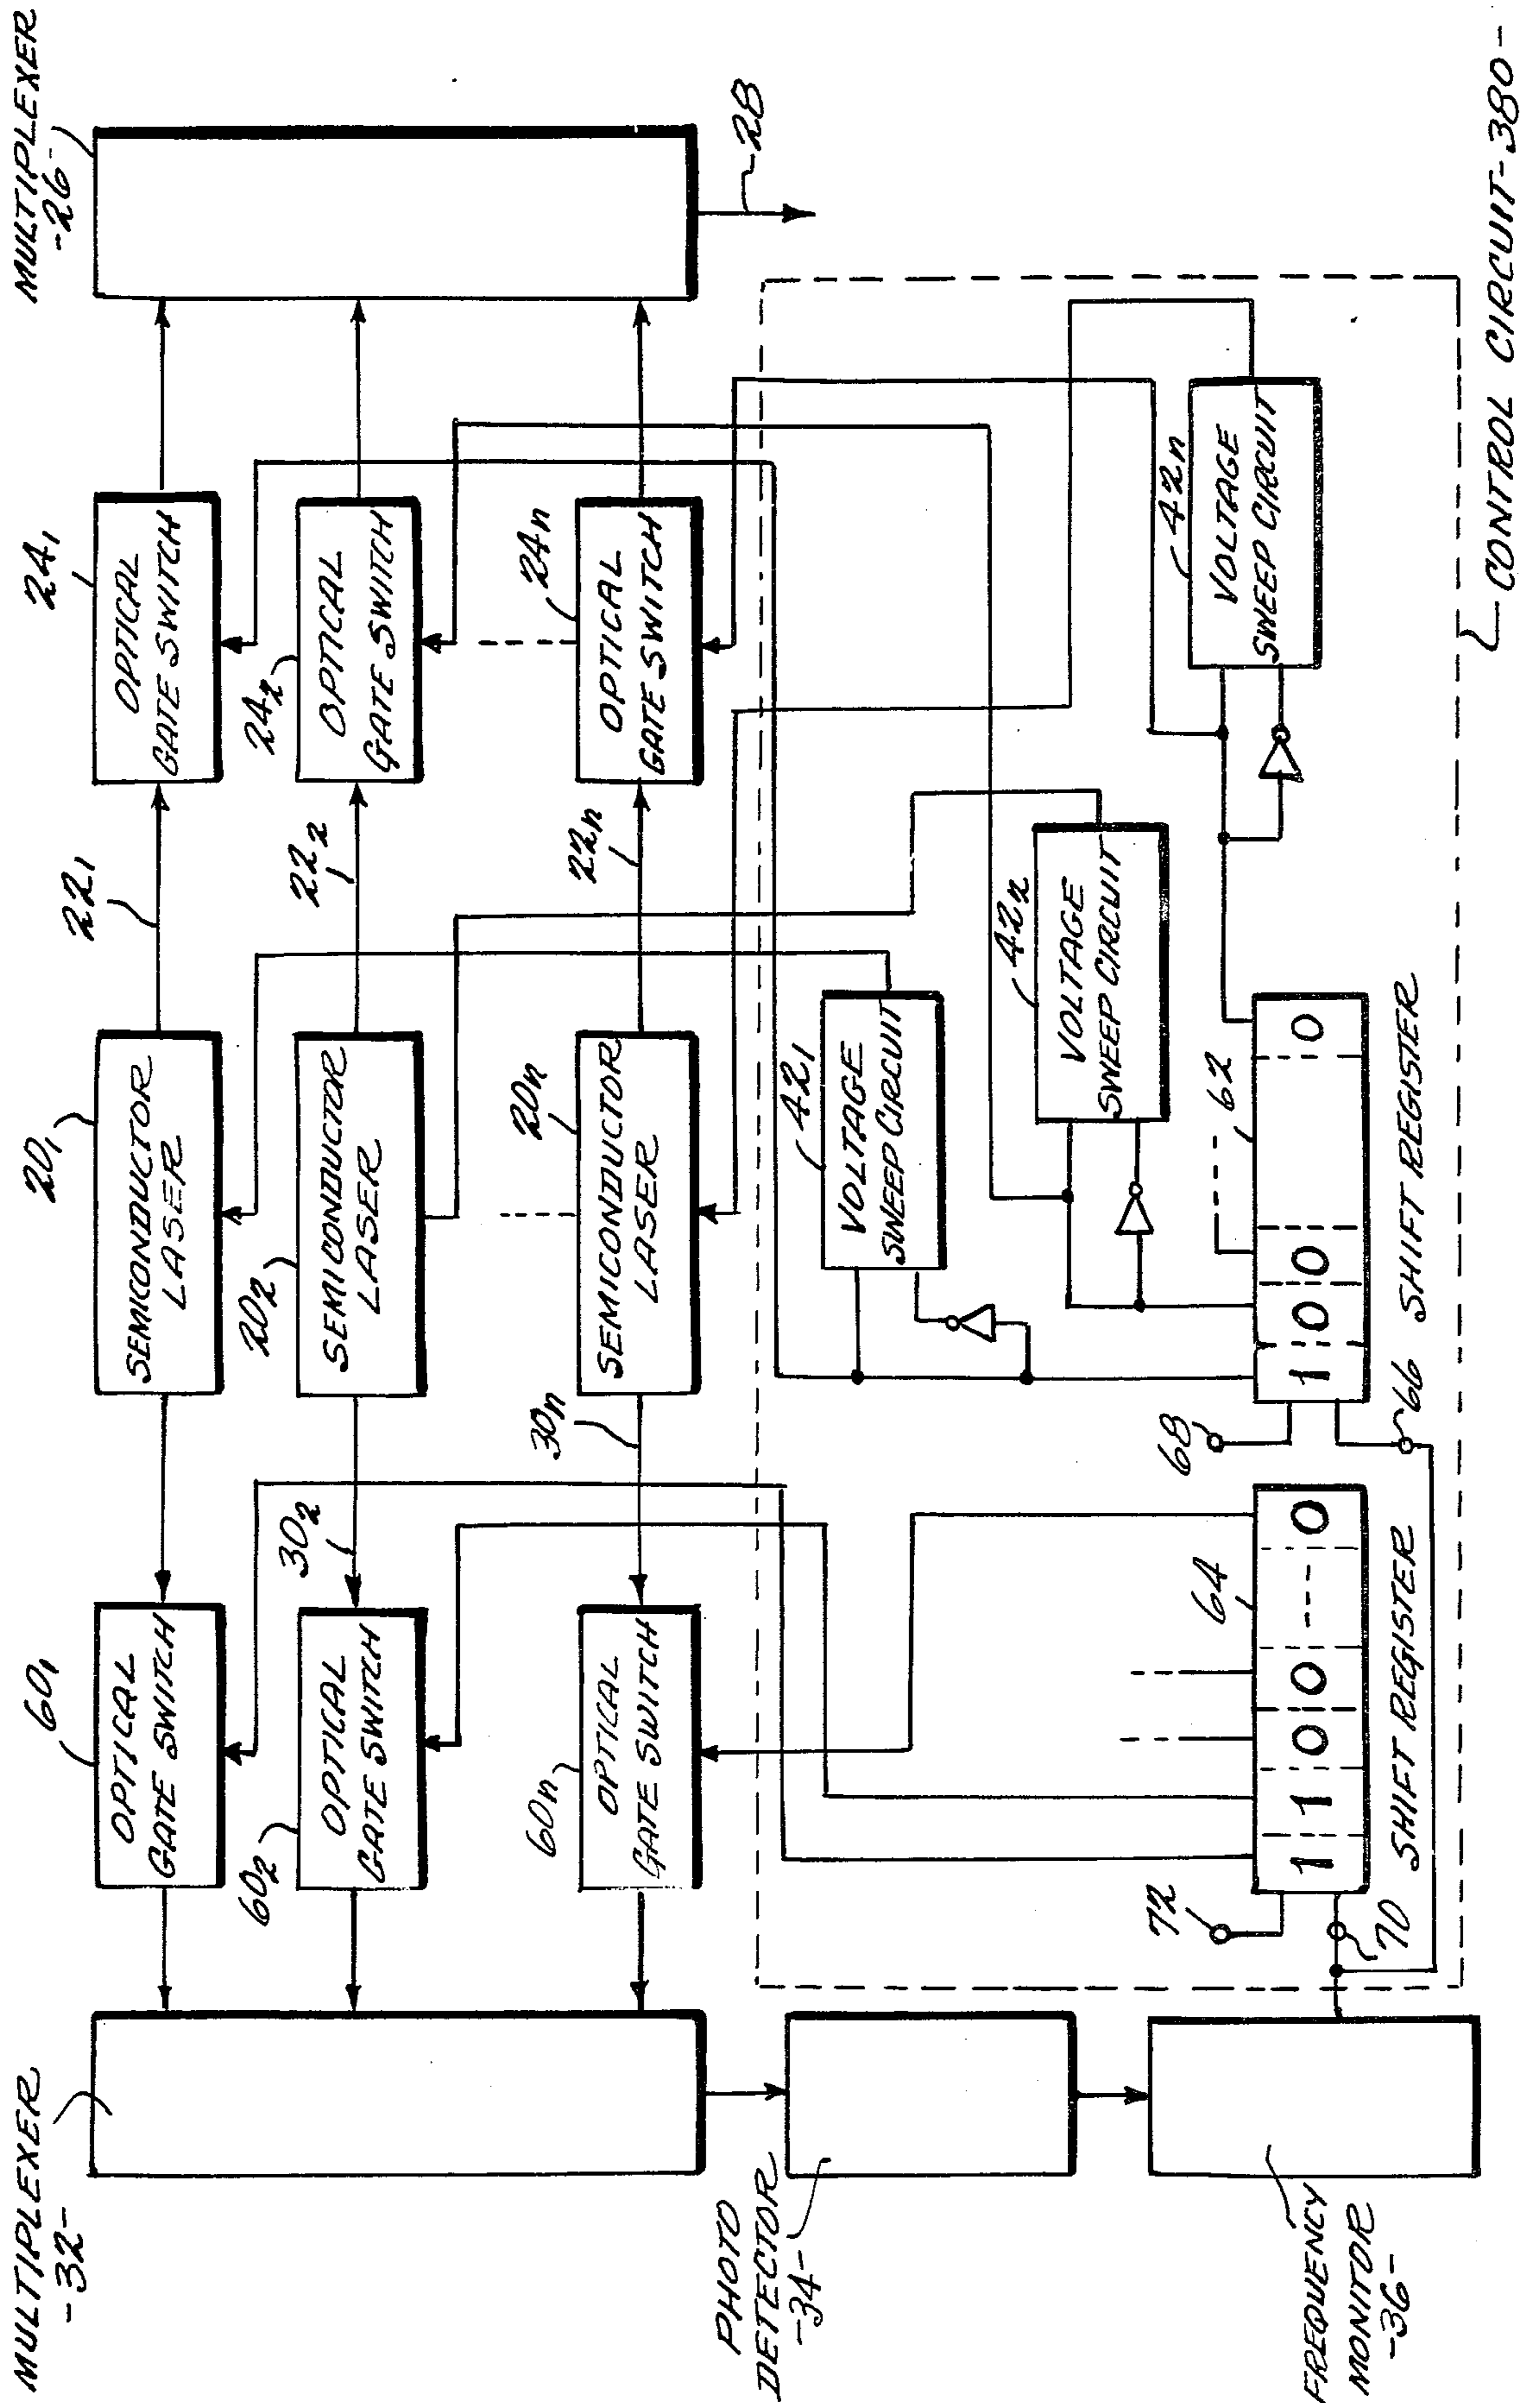 MULTIPLEXER
-32-
60₁
OPTICAL
GATE SWITCH
20₁
SEMICONDUCTOR
LASER
22₁
24₁
OPTICAL
GATE SWITCH
MULTIPLEXER
-26-
60₂
OPTICAL
GATE SWITCH
30₂
20₂
SEMICONDUCTOR
LASER
22₂
24₂
OPTICAL
GATE SWITCH
60n
OPTICAL
GATE SWITCH
30n
20n
SEMICONDUCTOR
LASER
22n
24n
OPTICAL
GATE SWITCH
28
PHOTO
DETECTOR
-34-
42₁
VOLTAGE
SWEEP CIRCUIT
42₂
VOLTAGE
SWEEP CIRCUIT
42n
VOLTAGE
SWEEP CIRCUIT
FREQUENCY
MONITOR
-36-
72
70
64
1 1 0 0 --- 0
SHIFT REGISTER
68
66
62
1 0 0 0
SHIFT REGISTER
CONTROL CIRCUIT-380-